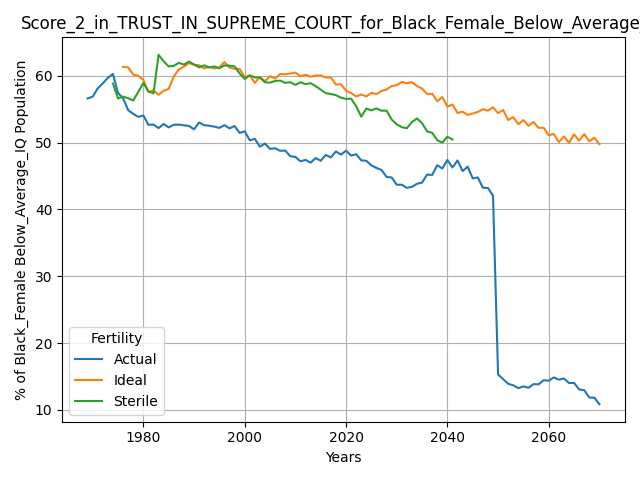 Score_2_in_TRUST_IN_SUPREME_COURT_for_Black_Female_Below_Average_
% of Black_Female Below_Average_IQ Population
60
50
40
30
20
10
Fertility
Actual
Ideal
Sterile
1980
2000
2020
2040
2060
Years